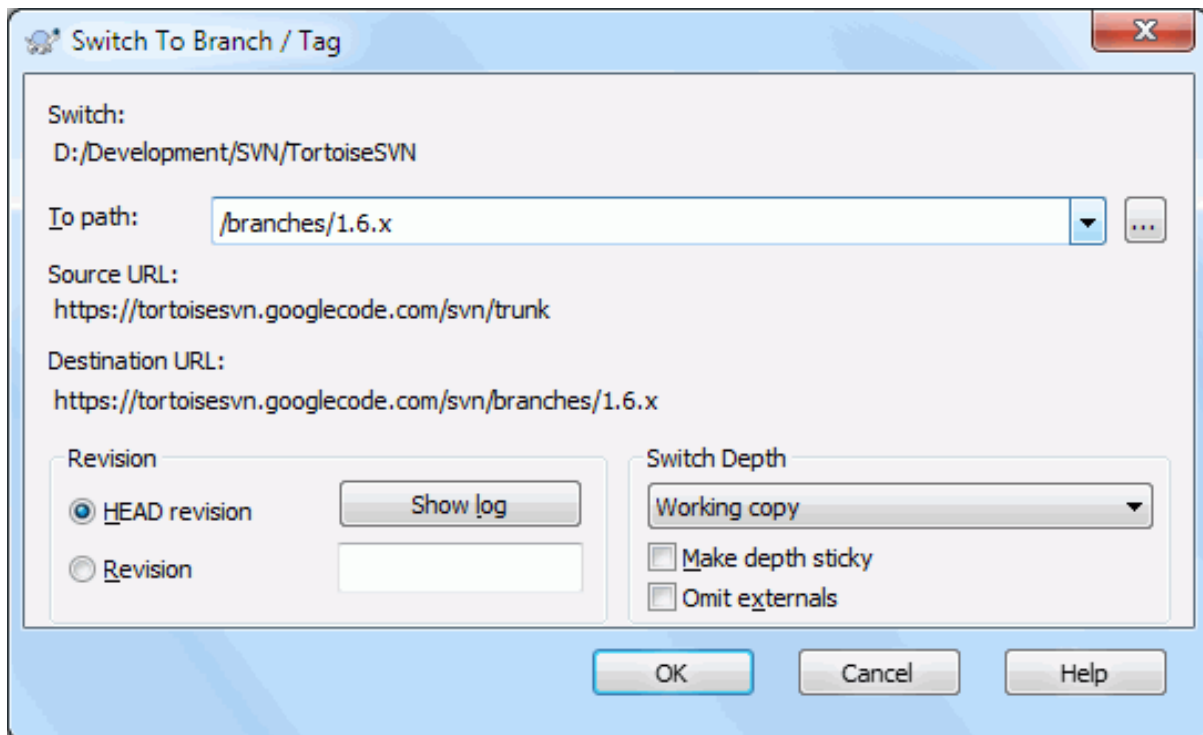 Switch To Branch / Tag
Switch:
D:/Development/SVN/TortoiseSVN
To path:
/branches/1.6.x
...
Source URL:
https://tortoisesvn.googlecode.com/svn/trunk
Destination URL:
https://tortoisesvn.googlecode.com/svn/branches/1.6.x
Revision
HEAD revision
Show log
Revision
Switch Depth
Working copy
Make depth sticky
Omit externals
OK
Cancel
Help